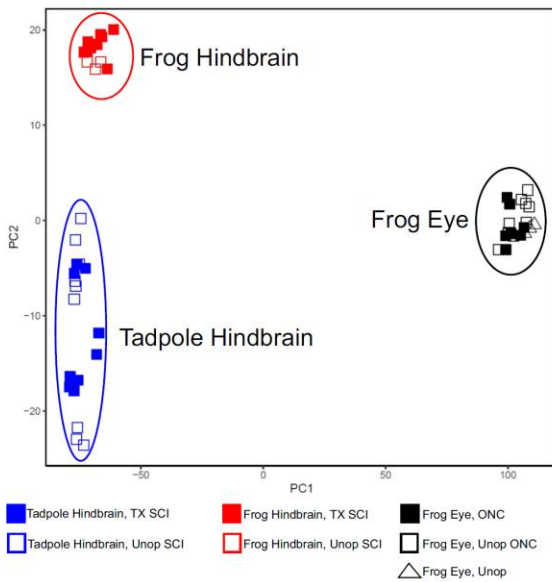 20
Frog Hindbrain
10
Frog Eye
0
PC2
−10
Tadpole Hindbrain
−20
−50
0
50
100
PC1
Tadpole Hindbrain, TX SCI
Frog Hindbrain, TX SCI
Frog Eye, ONC
Tadpole Hindbrain, Unop SCI
Frog Hindbrain, Unop SCI
Frog Eye, Unop ONC
Frog Eye, Unop